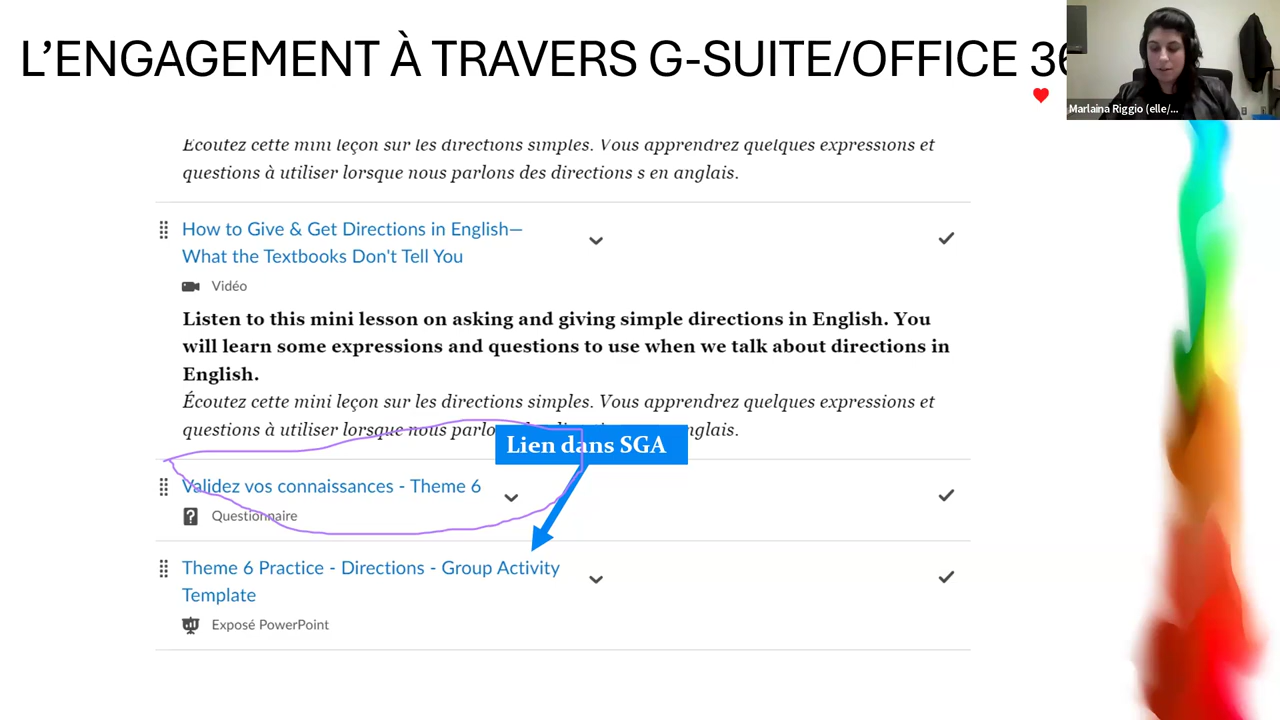 L'ENGAGEMENT À TRAVERS G-SUITE/OFFICE 36
Marlaina Riggio (elle/...
Écoutez cette mini leçon sur les directions simples. Vous apprendrez quelques expressions et
questions à utiliser lorsque nous parlons des directions s en anglais.
How to Give & Get Directions in English—
What the Textbooks Don't Tell You
Vidéo
Listen to this mini lesson on asking and giving simple directions in English. You
will learn some expressions and questions to use when we talk about directions in
English.
Écoutez cette mini leçon sur les directions simples. Vous apprendrez quelques expressions et
questions à utiliser lorsque nous
Lien dans SGA
Validez vos connaissances - Theme 6
Questionnaire
Theme 6 Practice - Directions - Group Activity
Template
Exposé PowerPoint